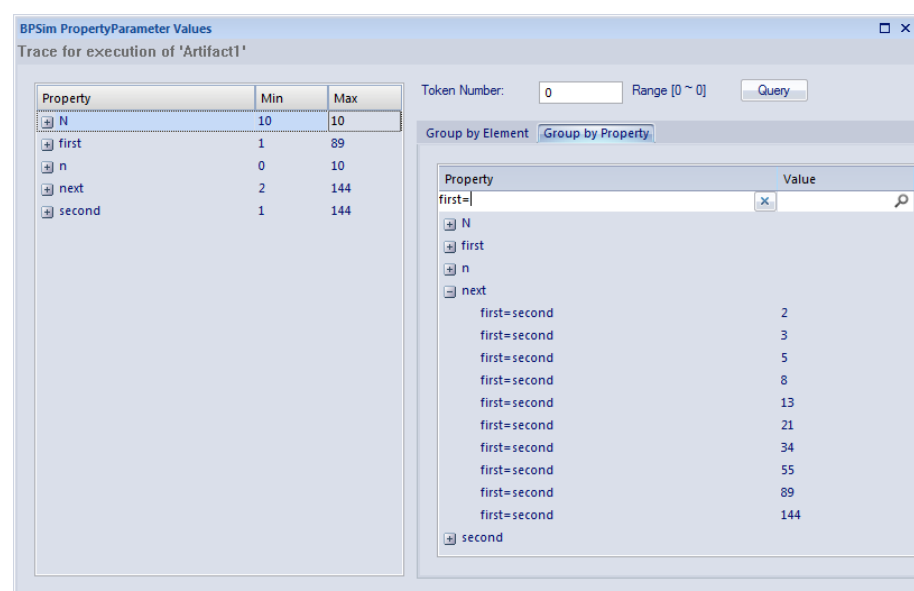 BPSim PropertyParameter Values
Trace for execution of 'Artifact1'
Property Min Max
N 10 10
first 1 89
n 0 10
next 2 144
second 1 144
Token Number: 0 Range [0 ~ 0] Query
Group by Element Group by Property
Property Value
first=
N
first
n
next
first=second 2
first=second 3
first=second 5
first=second 8
first=second 13
first=second 21
first=second 34
first=second 55
first=second 89
first=second 144
second